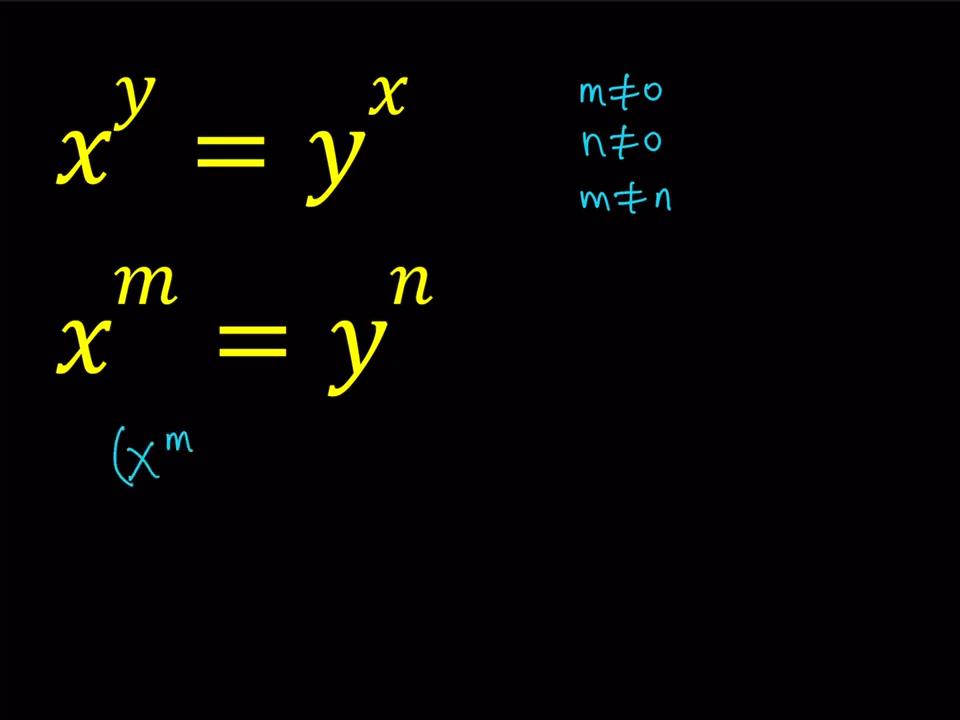 x^y = y^x
m≠0
n≠0
m≠n
x^m = y^n
(x^m